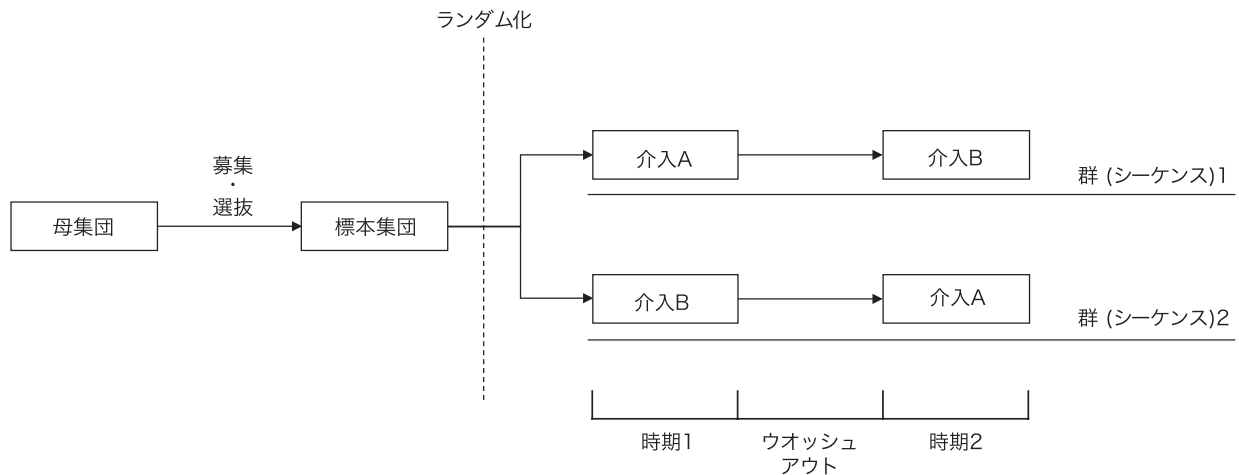 ランダム化
募集
・
選抜
母集団
標本集団
介入A
介入B
群 (シーケンス)1
介入B
介入A
群 (シーケンス)2
時期1
ウオッシュ
アウト
時期2